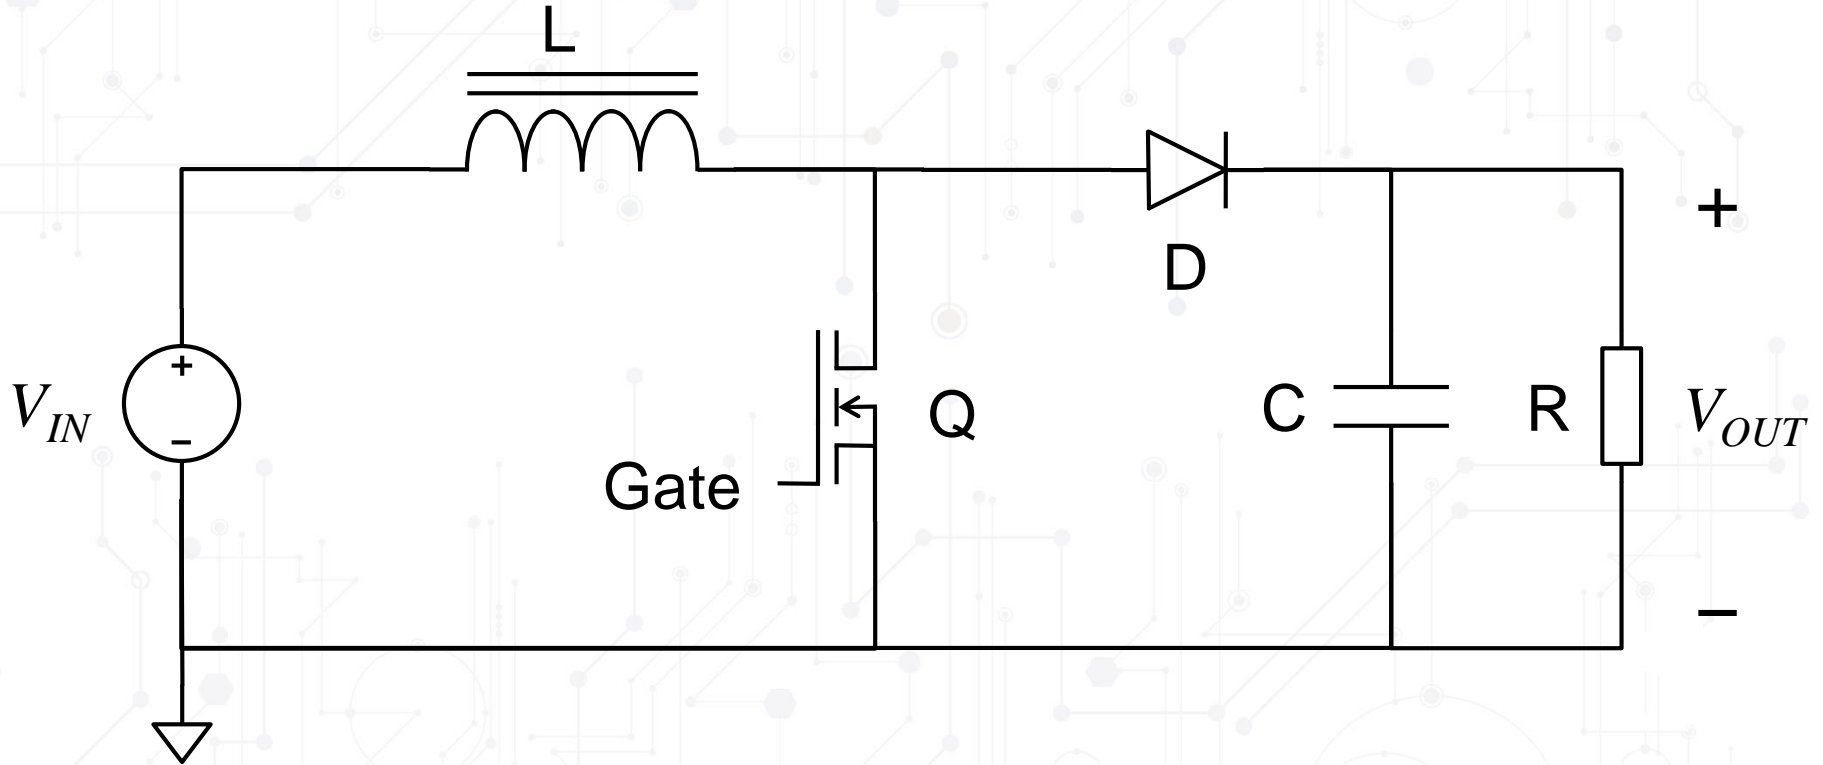 L
+
D
+
V_IN
Q
C
R
V_OUT
−
Gate
−